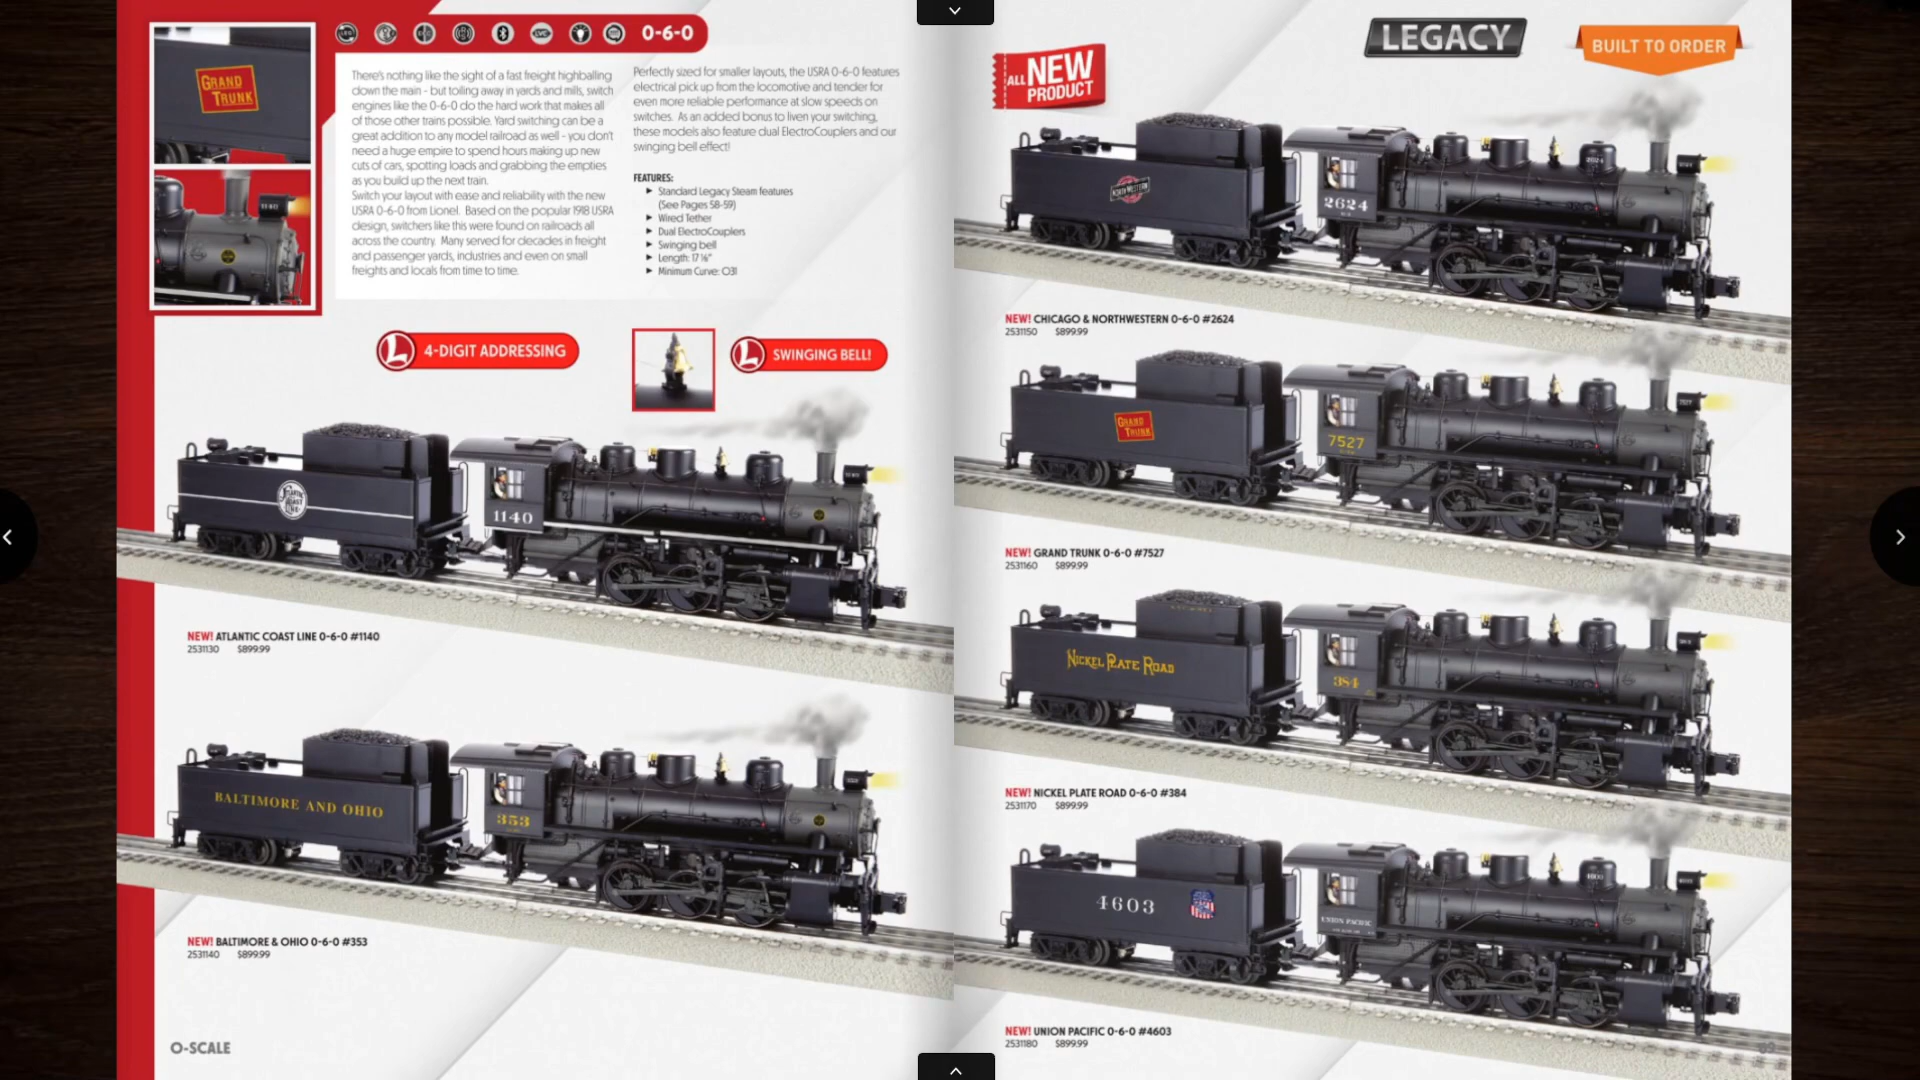 GRAND
TRUNK
0-6-0
There's nothing like the sight of a fast freight highballing
down the main - but toiling away in yards and mills, switch
engines like the 0-6-0 do the hard work that makes all
of those other trains possible. Yard switching can be a
great addition to any model railroad as well - you don't
need a huge empire to spend hours making up new
cuts of cars, spotting loads and grabbing the empties
as you build up the next train.
Switch your layout with ease and reliability with the new
USRA 0-6-0 from Lionel. Based on the popular 1918 USRA
design, switchers like this were found on railroads all
across the country. Many served for decades in freight
and passenger yards, industries and even on small
freights and locals from time to time.
Perfectly sized for smaller layouts, the USRA 0-6-0 features
electrical pick up from the locomotive and tender for
even more reliable performance at slow speeds on
switches. As an added bonus to liven your switching,
these models also feature dual ElectroCouplers and our
swinging bell effect!
FEATURES:
► Standard Legacy Steam features
(See Pages 58-59)
► Wired Tether
► Dual ElectroCouplers
► Swinging bell
► Length: 17 ⅛"
► Minimum Curve: O31
L 4-DIGIT ADDRESSING
L SWINGING BELL!
ATLANTIC
COAST
LINE
1140
NEW! ATLANTIC COAST LINE 0-6-0 #1140
2531130 $899.99
BALTIMORE AND OHIO
353
NEW! BALTIMORE & OHIO 0-6-0 #353
2531140 $899.99
O-SCALE
ALL NEW
PRODUCT
LEGACY
BUILT TO ORDER
NORTH WESTERN
2624
2624
NEW! CHICAGO & NORTHWESTERN 0-6-0 #2624
2531150 $899.99
GRAND
TRUNK
7527
NEW! GRAND TRUNK 0-6-0 #7527
2531160 $899.99
NICKEL PLATE ROAD
384
NEW! NICKEL PLATE ROAD 0-6-0 #384
2531170 $899.99
4603
UNION PACIFIC
NEW! UNION PACIFIC 0-6-0 #4603
2531180 $899.99